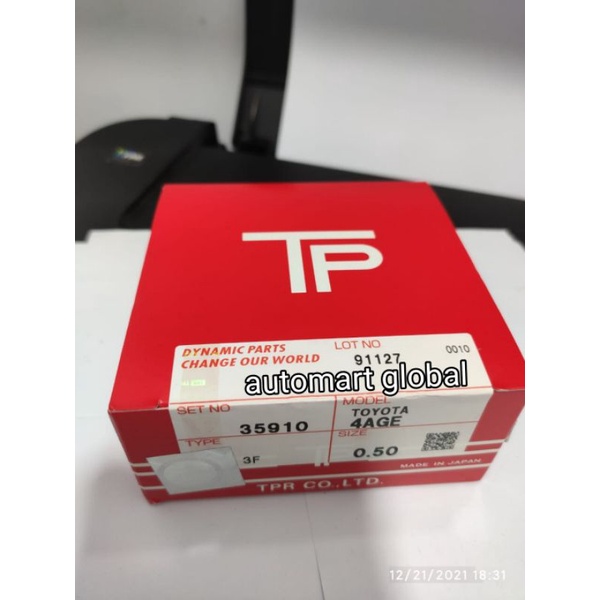 TP
DYNAMIC PARTS
CHANGE OUR WORLD
LOT NO
91127
0010
automart global
SET NO
35910
MODEL
TOYOTA
4AGE
TYPE
3F
SIZE
0.50
MADE IN JAPAN
TPR CO.,LTD.
12/21/2021 18:31